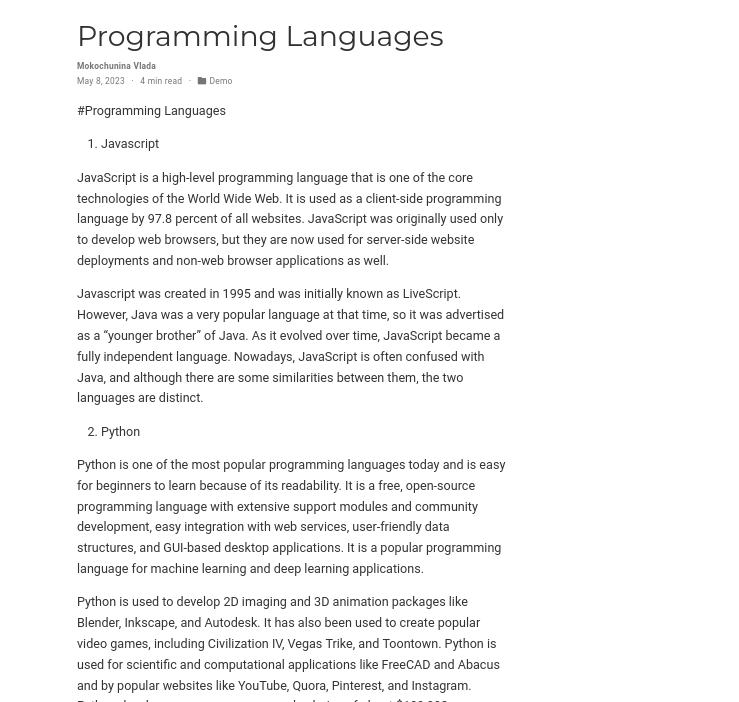 Programming Languages
Mokochunina Vlada
May 8, 2023 · 4 min read · Demo
#Programming Languages
1. Javascript
JavaScript is a high-level programming language that is one of the core
technologies of the World Wide Web. It is used as a client-side programming
language by 97.8 percent of all websites. JavaScript was originally used only
to develop web browsers, but they are now used for server-side website
deployments and non-web browser applications as well.
Javascript was created in 1995 and was initially known as LiveScript.
However, Java was a very popular language at that time, so it was advertised
as a “younger brother” of Java. As it evolved over time, JavaScript became a
fully independent language. Nowadays, JavaScript is often confused with
Java, and although there are some similarities between them, the two
languages are distinct.
2. Python
Python is one of the most popular programming languages today and is easy
for beginners to learn because of its readability. It is a free, open-source
programming language with extensive support modules and community
development, easy integration with web services, user-friendly data
structures, and GUI-based desktop applications. It is a popular programming
language for machine learning and deep learning applications.
Python is used to develop 2D imaging and 3D animation packages like
Blender, Inkscape, and Autodesk. It has also been used to create popular
video games, including Civilization IV, Vegas Trike, and Toontown. Python is
used for scientific and computational applications like FreeCAD and Abacus
and by popular websites like YouTube, Quora, Pinterest, and Instagram.